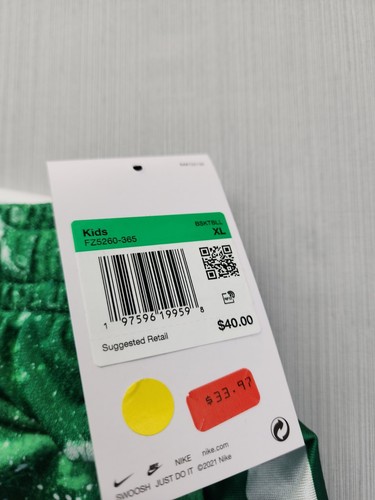 Kids
BSKTBLL
FZ5260-365
XL
1 97596 19959 8
$40.00
Suggested Retail
$33.97
NIKE
nike.com
SWOOSH JUST DO IT ©2021 Nike